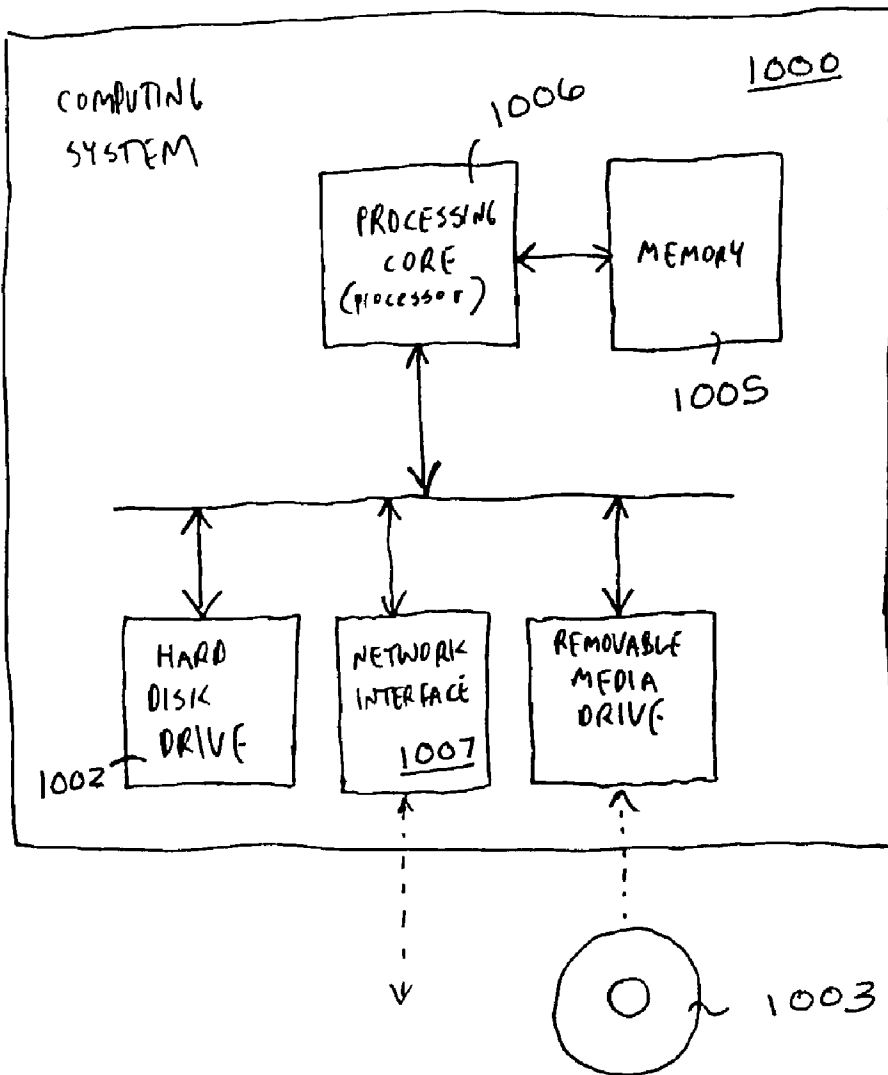 COMPUTING
SYSTEM
1000
1006
PROCESSING
CORE
(processor)
MEMORY
1005
HARD
DISK
DRIVE
1002
NETWORK
INTERFACE
1007
REMOVABLE
MEDIA
DRIVE
1003